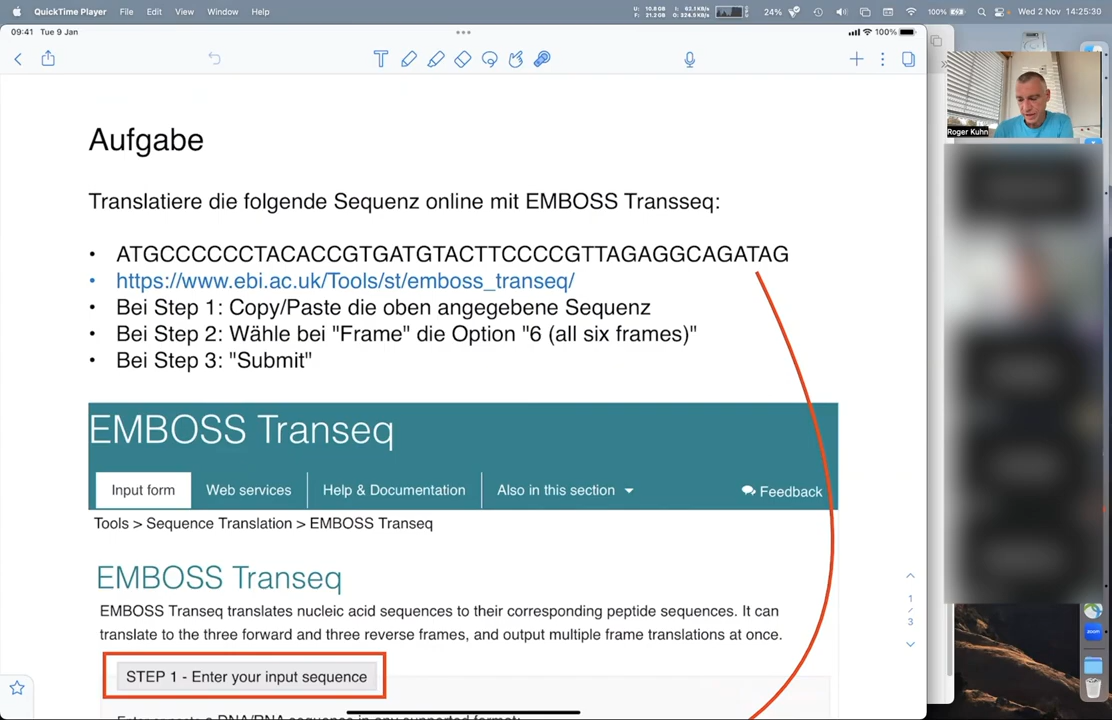 QuickTime Player File Edit View Window Help
24% 100% Wed 2 Nov 14:25:30
09:41 Tue 9 Jan 100%
Roger Kuhn
Aufgabe
Translatiere die folgende Sequenz online mit EMBOSS Transseq:
• ATGCCCCCCTACACCGTGATGTACTTCCCCGTTAGAGGCAGATAG
• https://www.ebi.ac.uk/Tools/st/emboss_transeq/
• Bei Step 1: Copy/Paste die oben angegebene Sequenz
• Bei Step 2: Wähle bei "Frame" die Option "6 (all six frames)"
• Bei Step 3: "Submit"
EMBOSS Transeq
Input form Web services Help & Documentation Also in this section Feedback
Tools > Sequence Translation > EMBOSS Transeq
EMBOSS Transeq
EMBOSS Transeq translates nucleic acid sequences to their corresponding peptide sequences. It can
translate to the three forward and three reverse frames, and output multiple frame translations at once.
STEP 1 - Enter your input sequence
1
/
3
zoom